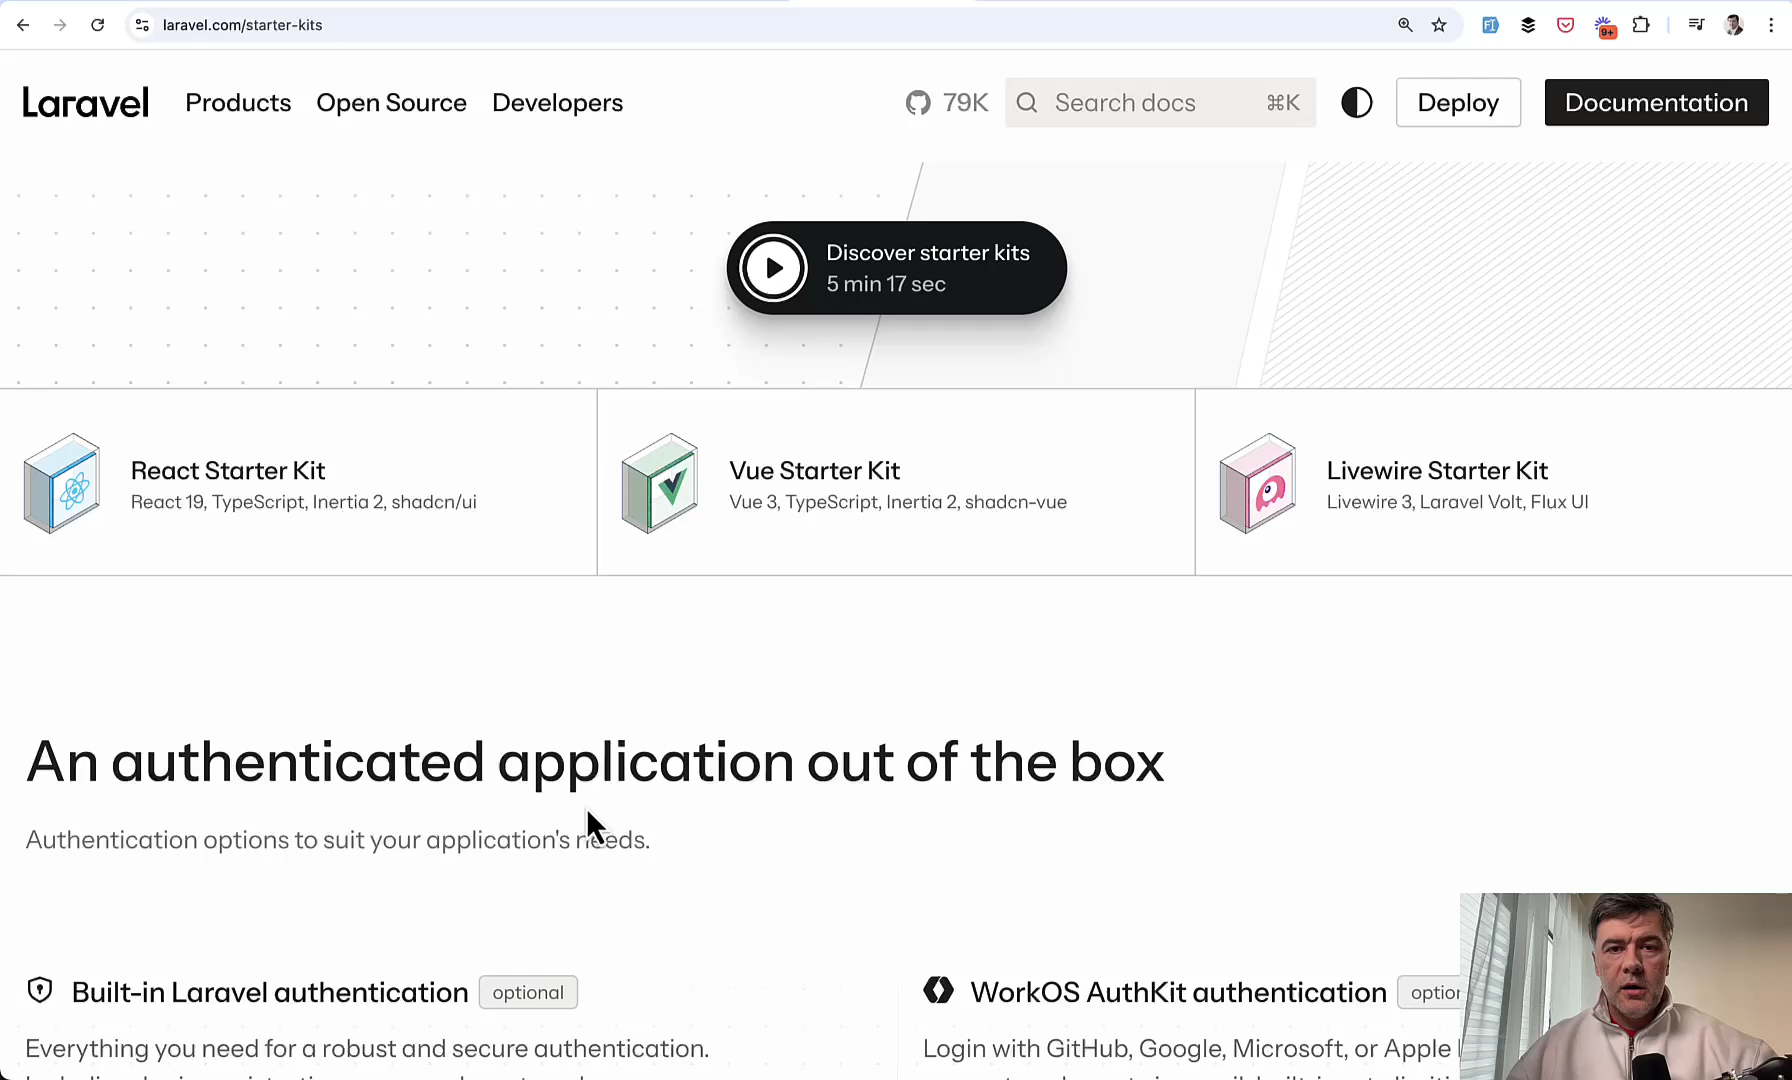 laravel.com/starter-kits
9+
Laravel Products Open Source Developers 79K Search docs ⌘K Deploy Documentation
Discover starter kits
5 min 17 sec
React Starter Kit
React 19, TypeScript, Inertia 2, shadcn/ui
Vue Starter Kit
Vue 3, TypeScript, Inertia 2, shadcn-vue
Livewire Starter Kit
Livewire 3, Laravel Volt, Flux UI
An authenticated application out of the box
Authentication options to suit your application's needs.
Built-in Laravel authentication optional
Everything you need for a robust and secure authentication.
WorkOS AuthKit authentication
Login with GitHub, Google, Microsoft, or Apple